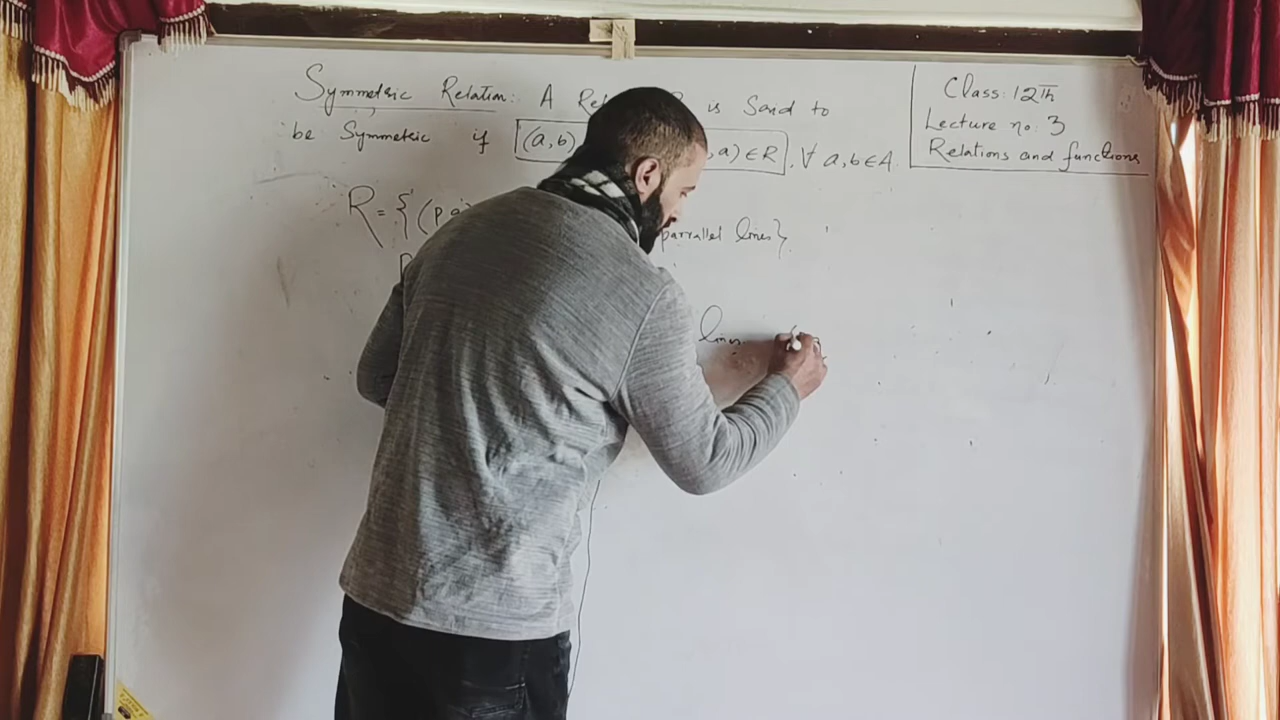 Symmetric Relation: A Rel is Said to
be Symmetric if (a,b) ,a) ∈ R, ∀ a,b ∈ A.
R = {(p q) parrallel lines}.
lines
Class: 12th
Lecture no: 3
Relations and functions